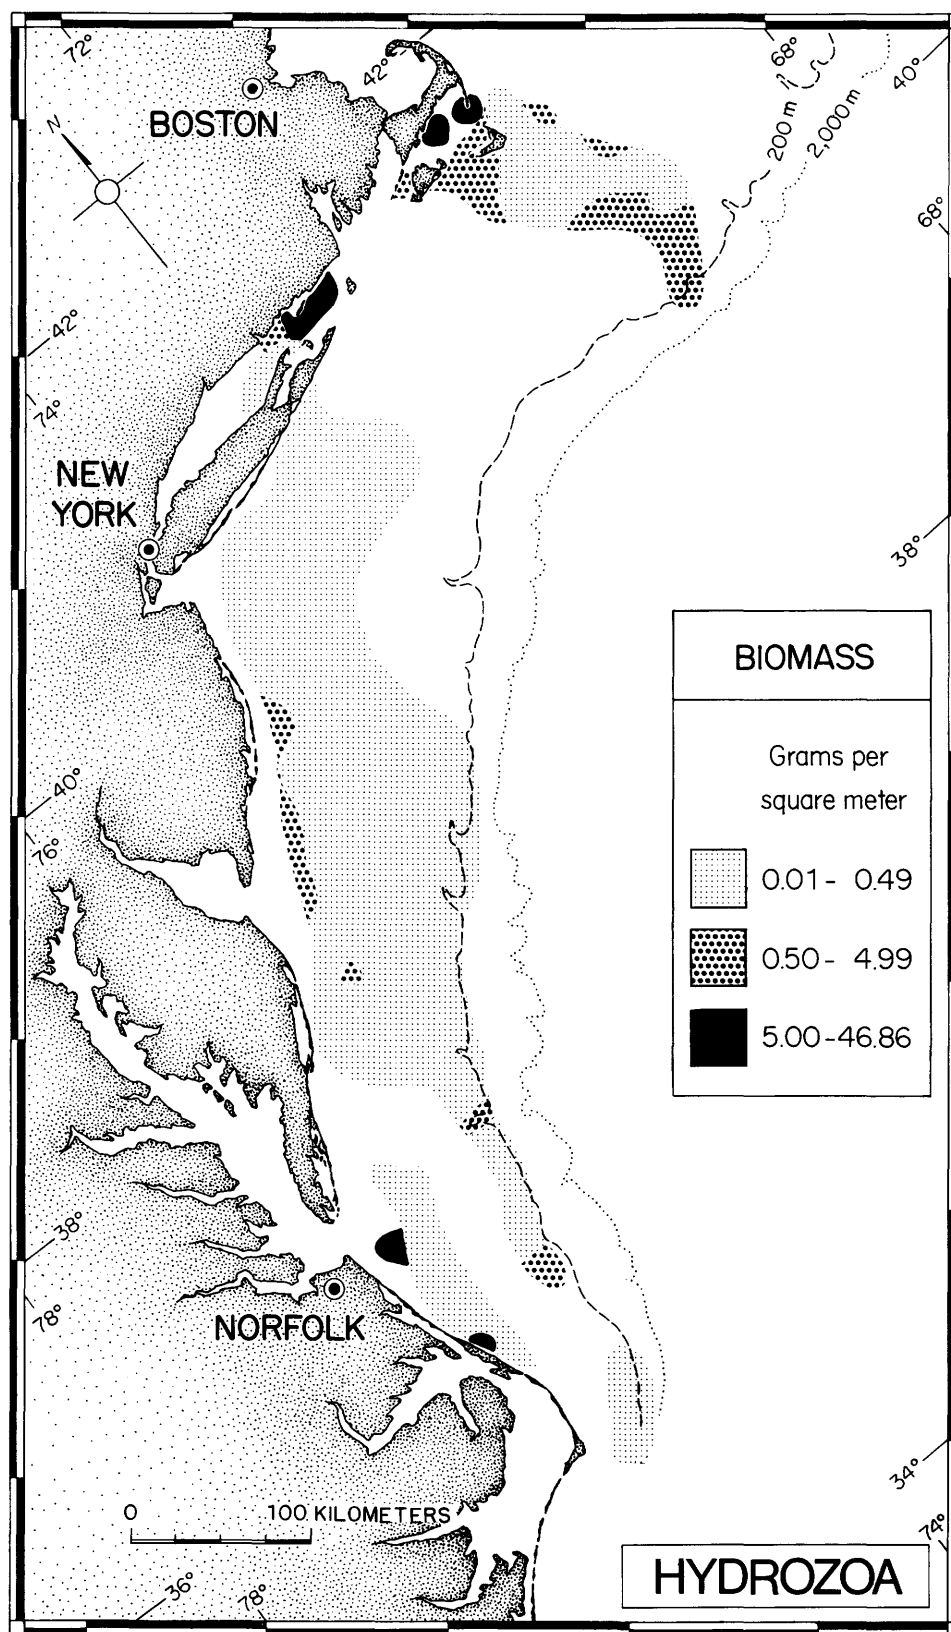 72°
42°
68°
40°
BOSTON
200 m
2,000 m
N
68°
42°
74°
NEW
YORK
38°
BIOMASS
Grams per
square meter
0.01 - 0.49
0.50 - 4.99
5.00 - 46.86
40°
76°
38°
78°
NORFOLK
34°
0 100 KILOMETERS
74°
36°
78°
HYDROZOA